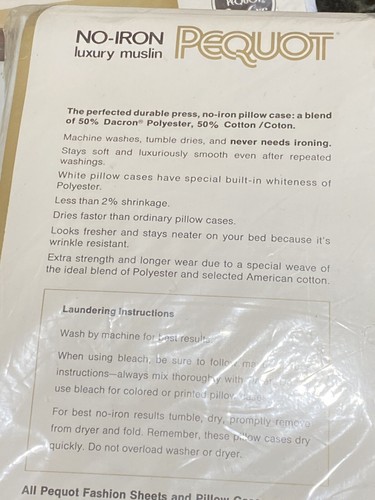 NO-IRON
luxury muslin
PEQUOT®
The perfected durable press, no-iron pillow case: a blend
of 50% Dacron® Polyester, 50% Cotton/Coton.
Machine washes, tumble dries, and never needs ironing.
Stays soft and luxuriously smooth even after repeated
washings.
White pillow cases have special built-in whiteness of
Polyester.
Less than 2% shrinkage.
Dries faster than ordinary pillow cases.
Looks fresher and stays neater on your bed because it's
wrinkle resistant.
Extra strength and longer wear due to a special weave of
the ideal blend of Polyester and selected American cotton.
Laundering Instructions
Wash by machine for best results
When using bleach, be sure to follow
instructions—always mix thoroughly with
use bleach for colored or printed pillow
For best no-iron results tumble, dry, promptly remove
from dryer and fold. Remember, these pillow cases dry
quickly. Do not overload washer or dryer.
All Pequot Fashion Sheets and Pillow